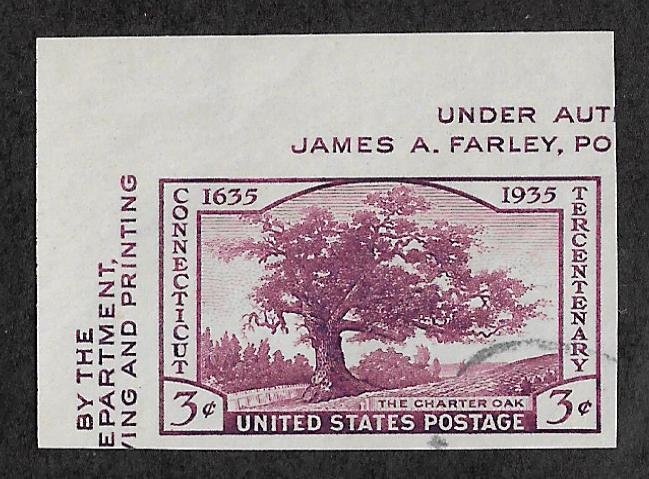 UNDER AUT
JAMES A. FARLEY, PO
BY THE
EPARTMENT,
ING AND PRINTING
1635 1935
CONNECTICUT
TERCENTENARY
THE CHARTER OAK
3¢ UNITED STATES POSTAGE 3¢